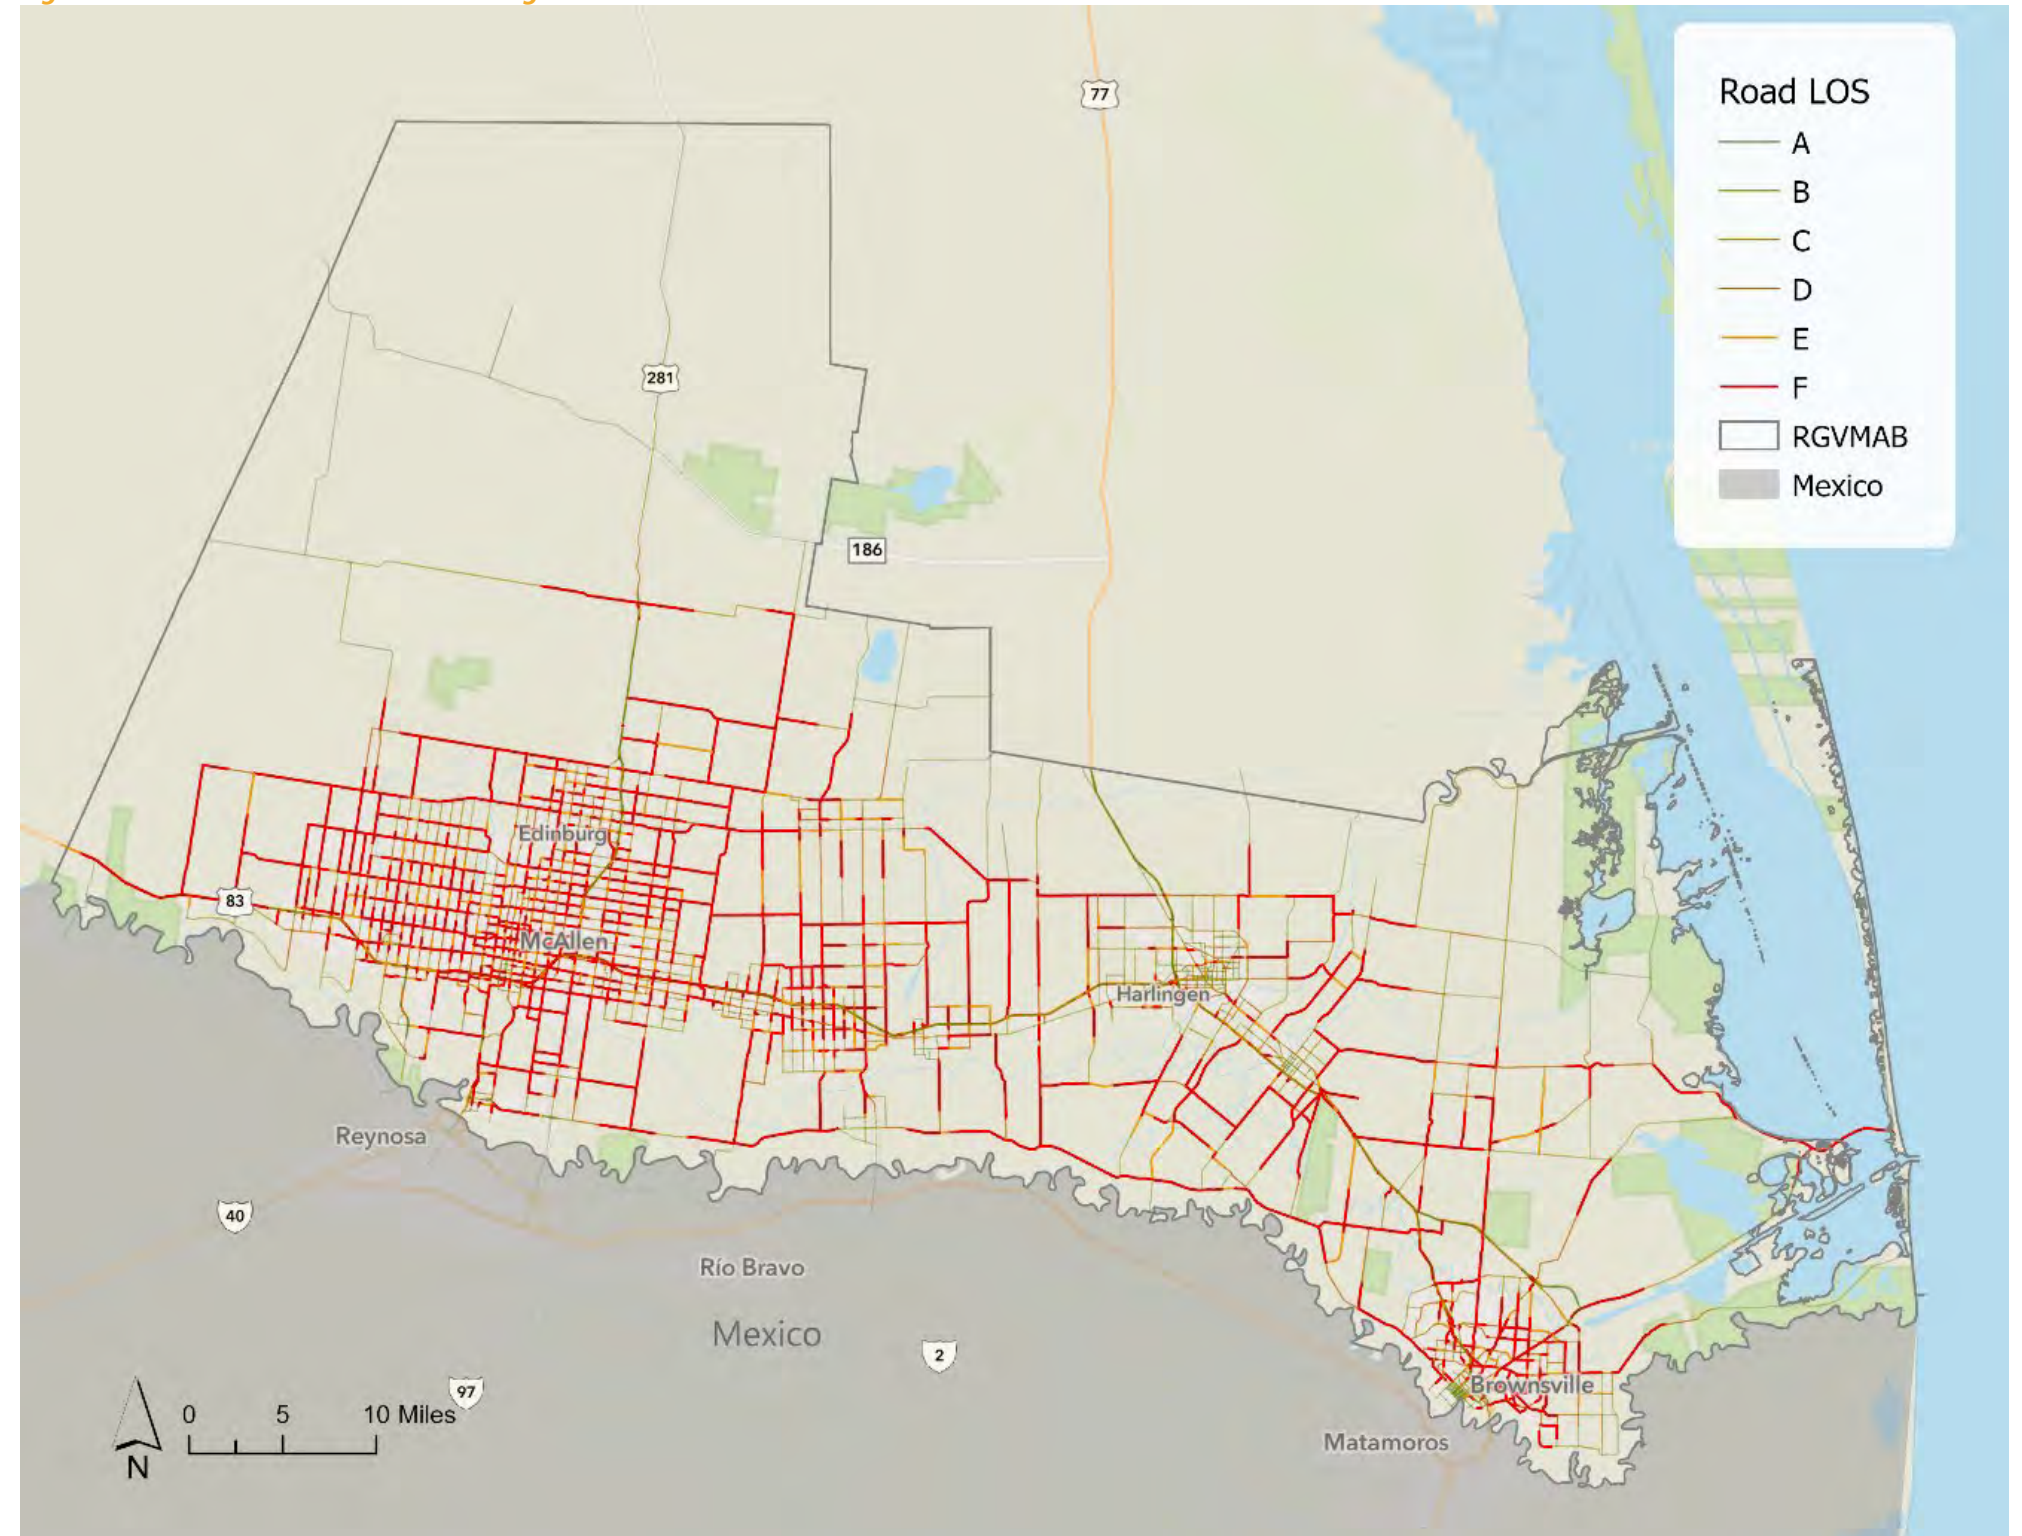 77
Road LOS
A
B
C
D
E
F
RGVMAB
Mexico
281
186
Edinburg
83
McAllen
Harlingen
Reynosa
40
Río Bravo
Mexico
2
97
Brownsville
Matamoros
0 5 10 Miles
N